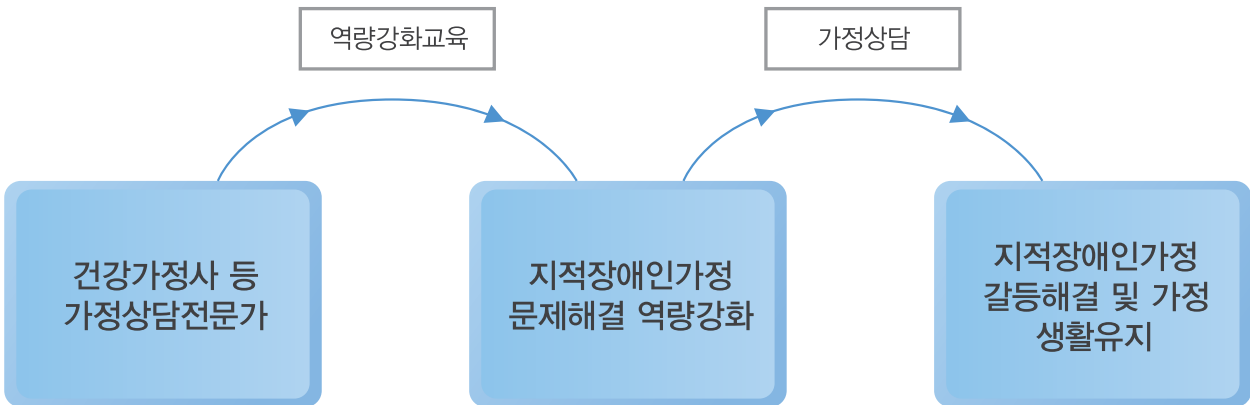 역량강화교육
가정상담
건강가정사 등
가정상담전문가
지적장애인가정
문제해결 역량강화
지적장애인가정
갈등해결 및 가정
생활유지